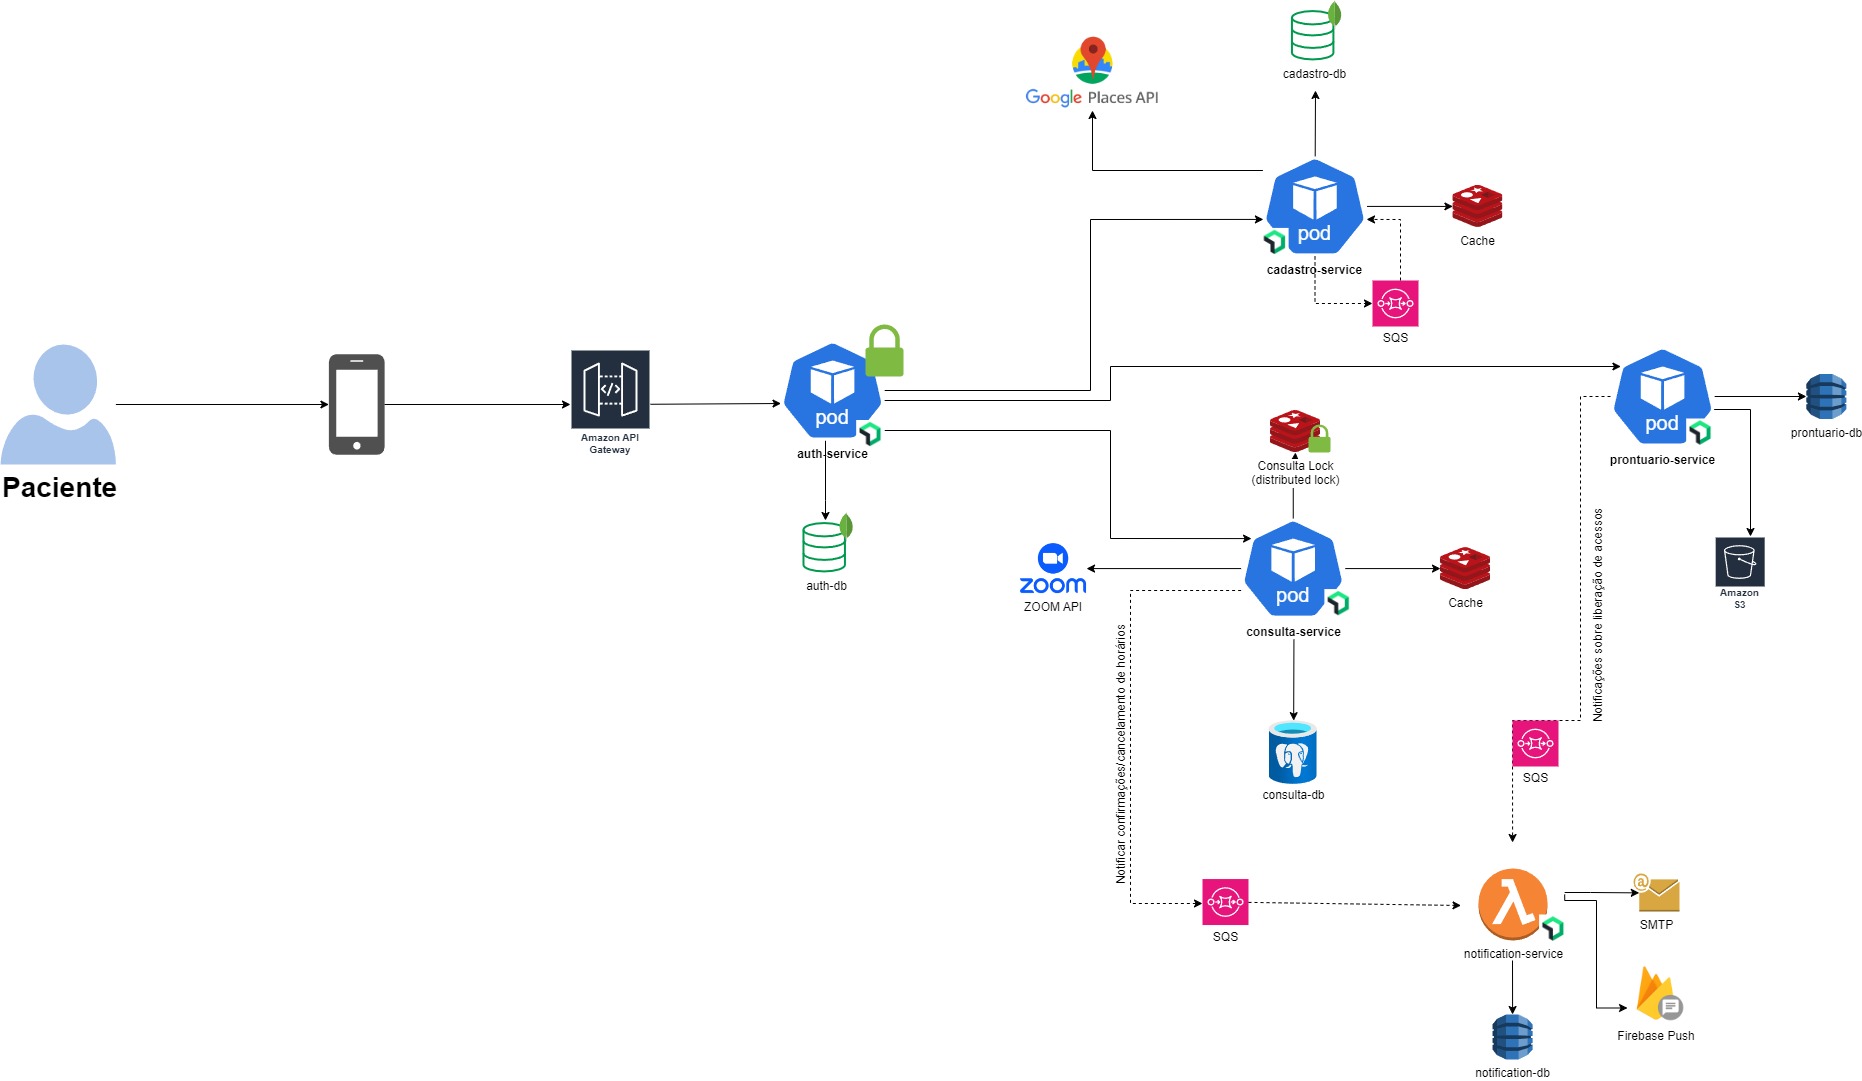 cadastro-db
Google Places API
pod
cadastro-service
Cache
SQS
Paciente
Amazon API
Gateway
pod
auth-service
auth-db
pod
prontuario-service
prontuario-db
Amazon
S3
Notificações sobre liberação de acessos
Consulta Lock
(distributed lock)
zoom
ZOOM API
pod
consulta-service
Cache
Notificar confirmações/cancelamento de horários
consulta-db
SQS
SQS
notification-service
@
SMTP
Firebase Push
notification-db